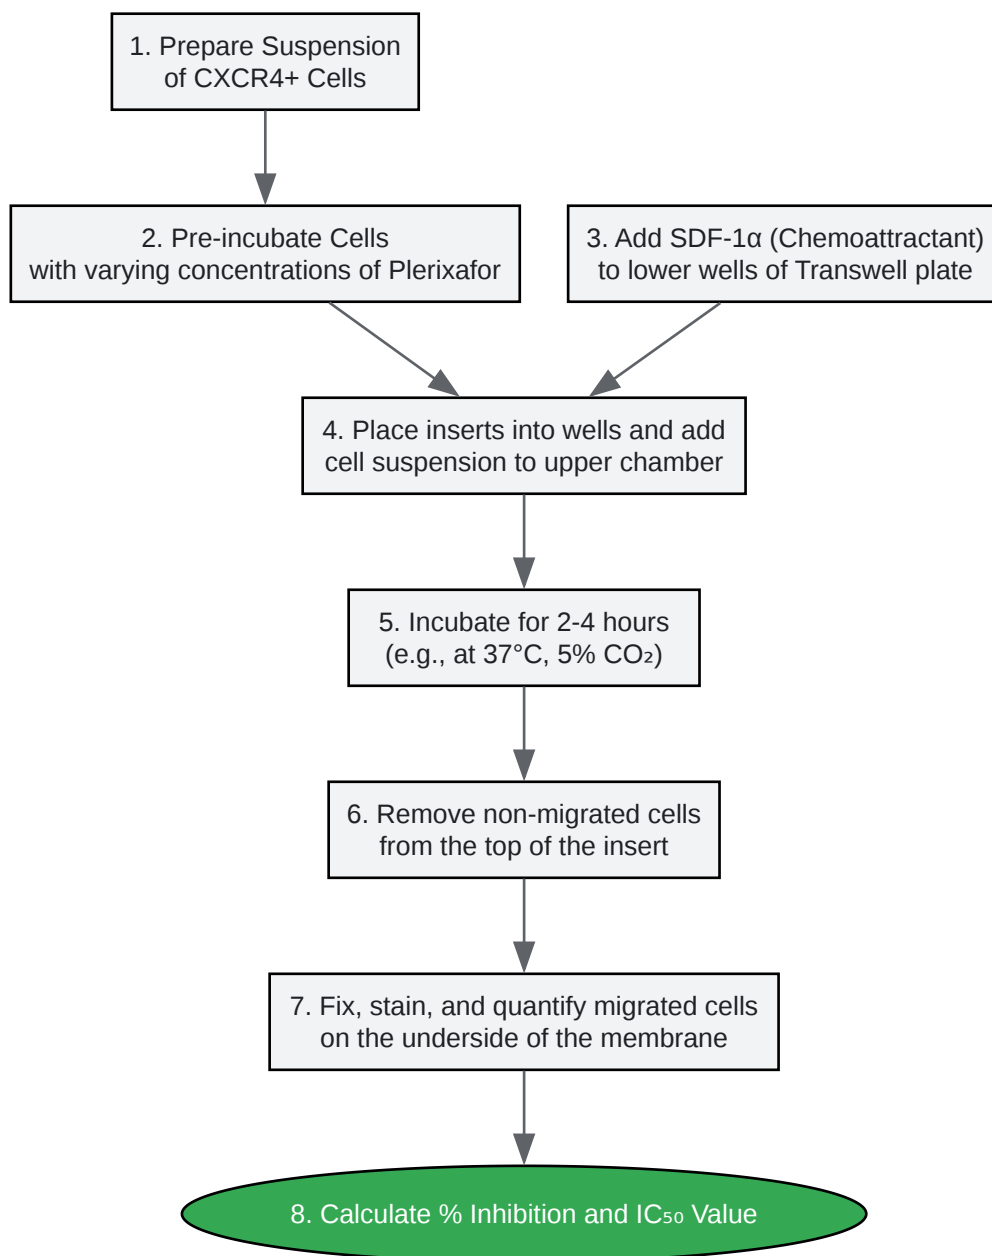 1. Prepare Suspension
of CXCR4+ Cells
2. Pre-incubate Cells
with varying concentrations of Plerixafor
3. Add SDF-1α (Chemoattractant)
to lower wells of Transwell plate
4. Place inserts into wells and add
cell suspension to upper chamber
5. Incubate for 2-4 hours
(e.g., at 37°C, 5% CO₂)
6. Remove non-migrated cells
from the top of the insert
7. Fix, stain, and quantify migrated cells
on the underside of the membrane
8. Calculate % Inhibition and IC₅₀ Value